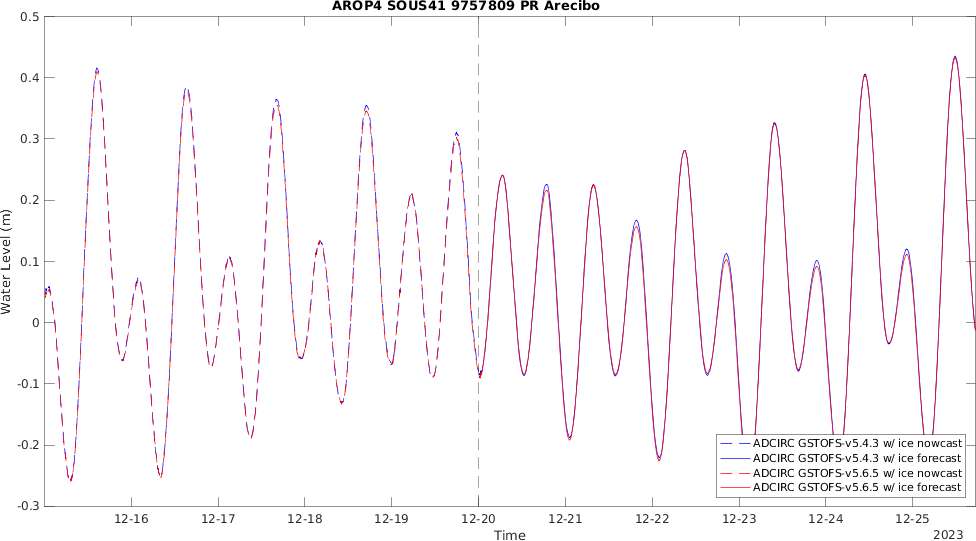 AROP4 SOUS41 9757809 PR Arecibo
0.5
0.4
0.3
0.2
0.1
0
-0.1
-0.2
-0.3
Water Level (m)
ADCIRC GSTOFS-v5.4.3 w/ ice nowcast
ADCIRC GSTOFS-v5.4.3 w/ ice forecast
ADCIRC GSTOFS-v5.6.5 w/ ice nowcast
ADCIRC GSTOFS-v5.6.5 w/ ice forecast
12-16 12-17 12-18 12-19 12-20 12-21 12-22 12-23 12-24 12-25
Time
2023